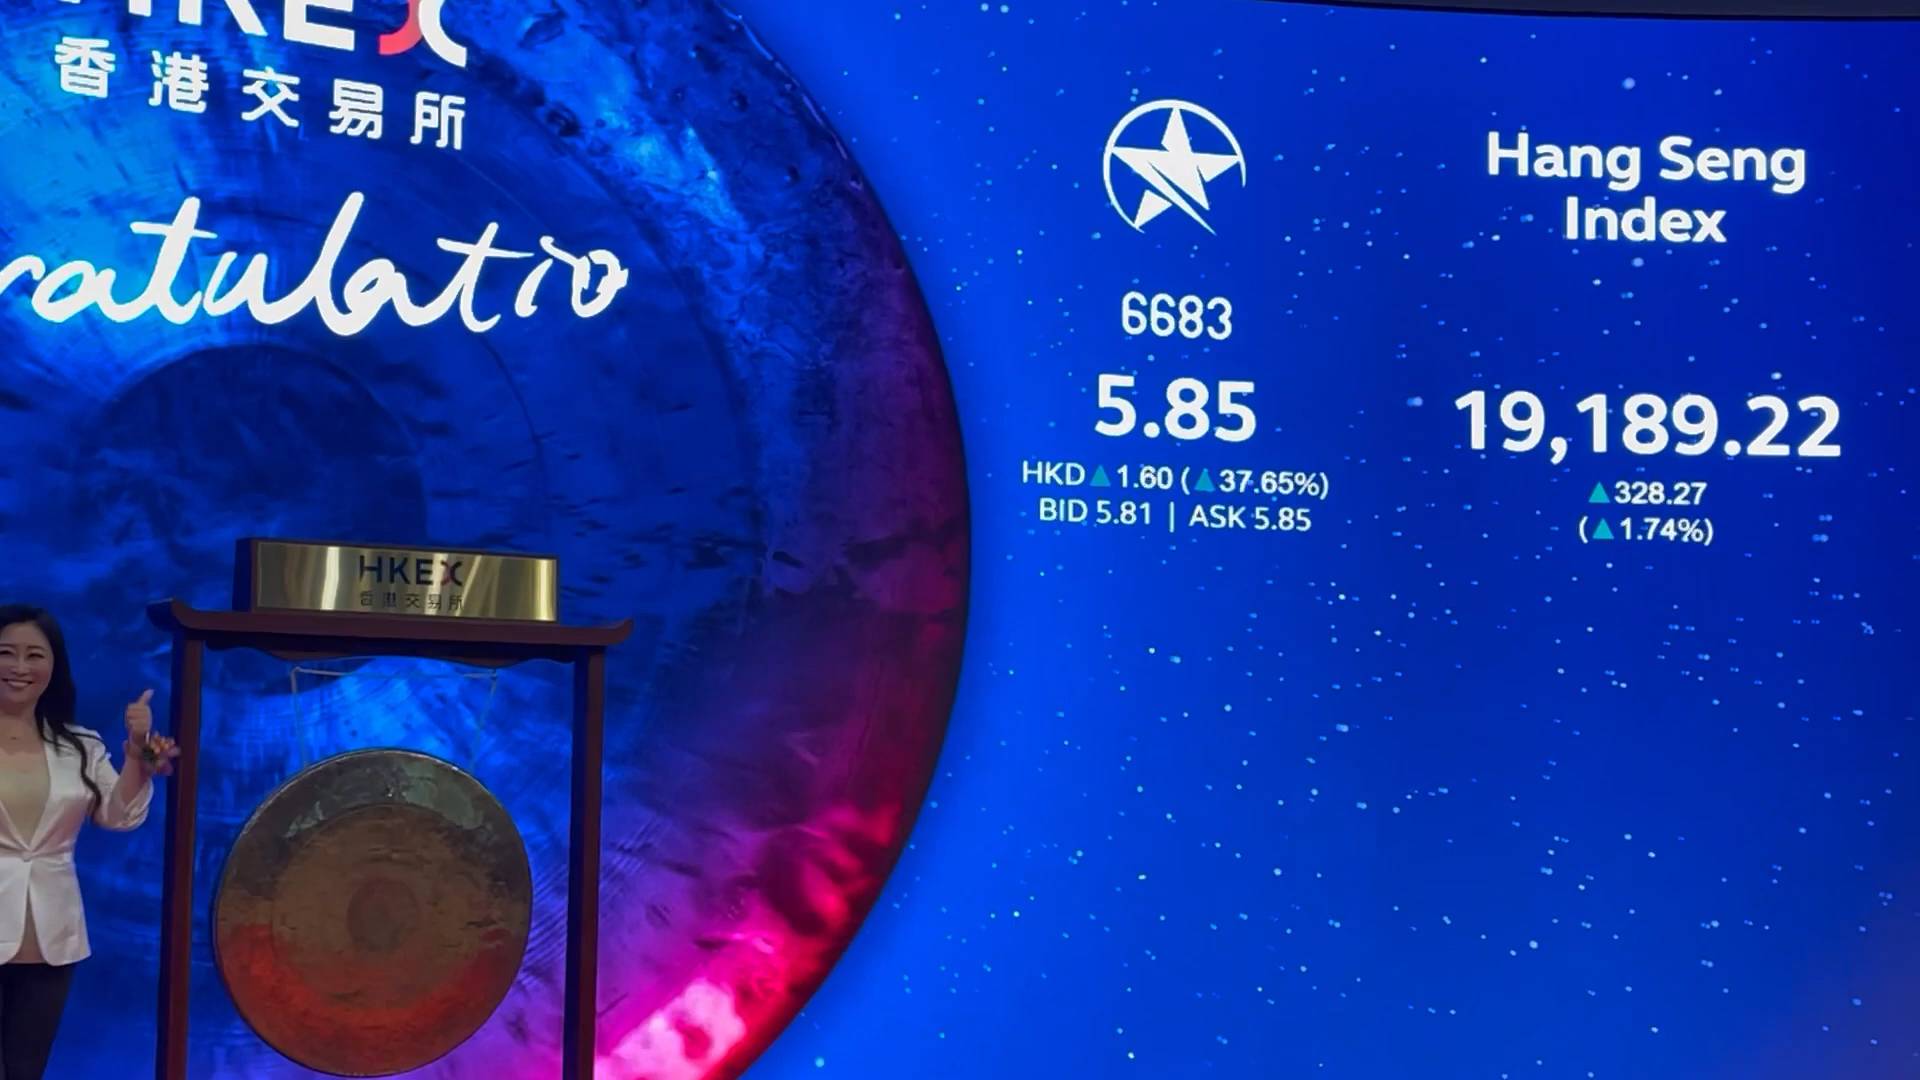 HKEX
香港交易所
ratulatio
HKEX
香港交易所
6683
5.85
HKD ▲ 1.60 (▲ 37.65%)
BID 5.81 | ASK 5.85
Hang Seng
Index
19,189.22
▲ 328.27
(▲ 1.74%)